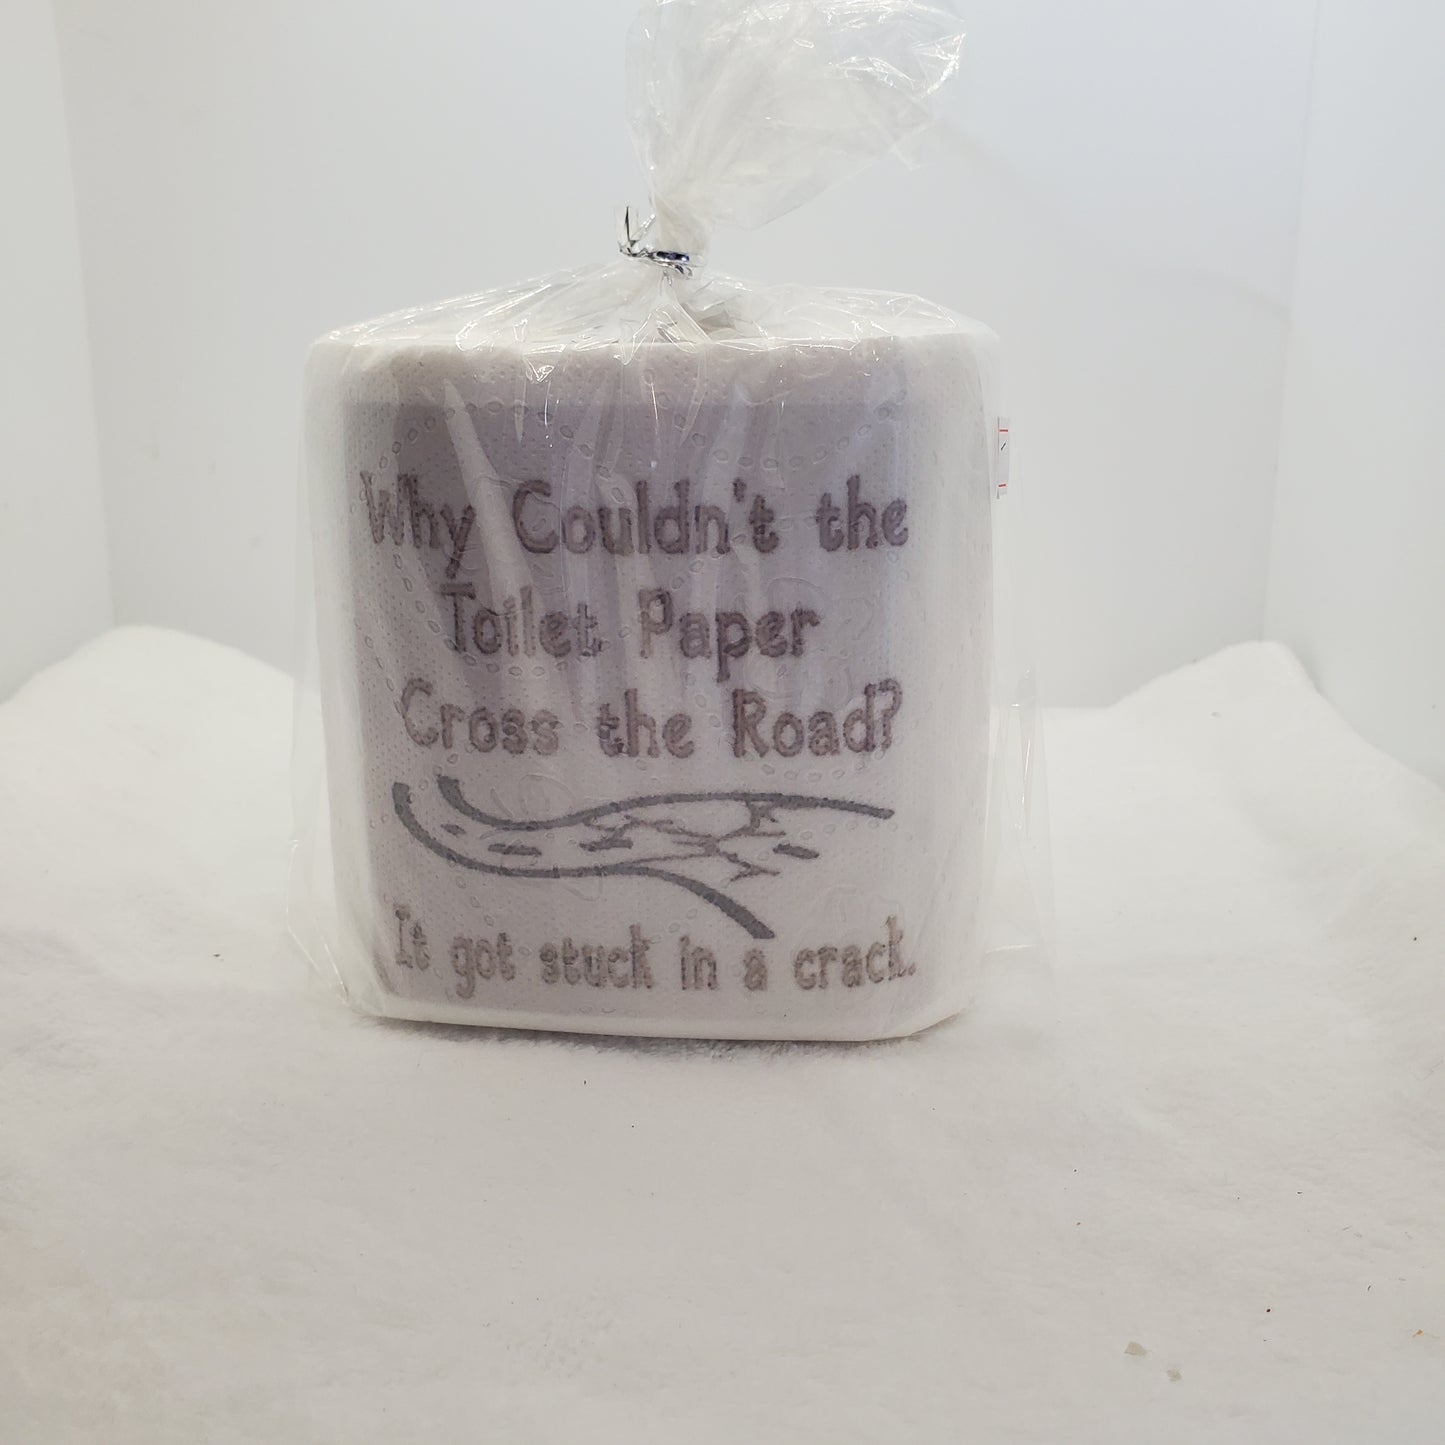 Why Couldn't the
Toilet Paper
Cross the Road?
It got stuck in a crack.